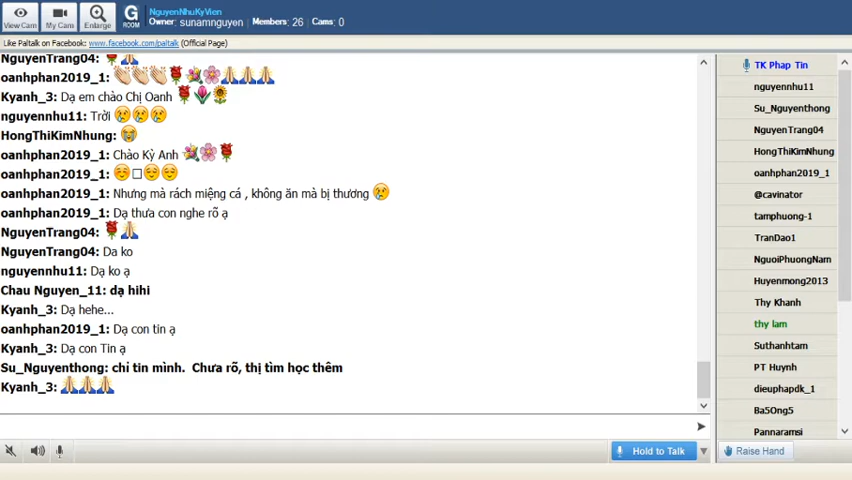 NguyenNhuKyVien
Owner: sunamnguyen Members: 26 Cams: 0
View Cam My Cam Enlarge G ROOM
Like Paltalk on Facebook: www.facebook.com/paltalk (Official Page)
NguyenTrang04:
oanhphan2019_1:
Kyanh_3: Dạ em chào Chị Oanh
nguyennhu11: Trời
HongThiKimNhung:
oanhphan2019_1: Chào Kỳ Anh
oanhphan2019_1:
oanhphan2019_1: Nhưng mà rách miệng cá , không ăn mà bị thương
oanhphan2019_1: Dạ thưa con nghe rõ ạ
NguyenTrang04:
NguyenTrang04: Da ko
nguyennhu11: Dạ ko ạ
Chau Nguyen_11: dạ hihi
Kyanh_3: Dạ hehe...
oanhphan2019_1: Dạ con tin ạ
Kyanh_3: Dạ con Tin ạ
Su_Nguyenthong: chỉ tin mình. Chưa rõ, thị tìm học thêm
Kyanh_3:
TK Phap Tin
nguyennhu11
Su_Nguyenthong
NguyenTrang04
HongThiKimNhung
oanhphan2019_1
@cavinator
tamphuong-1
TranDao1
NguoiPhuongNam
Huyenmong2013
Thy Khanh
thy lam
Suthanhtam
PT Huynh
dieuphapdk_1
Ba5Ong5
Pannaramsi
Hold to Talk
Raise Hand